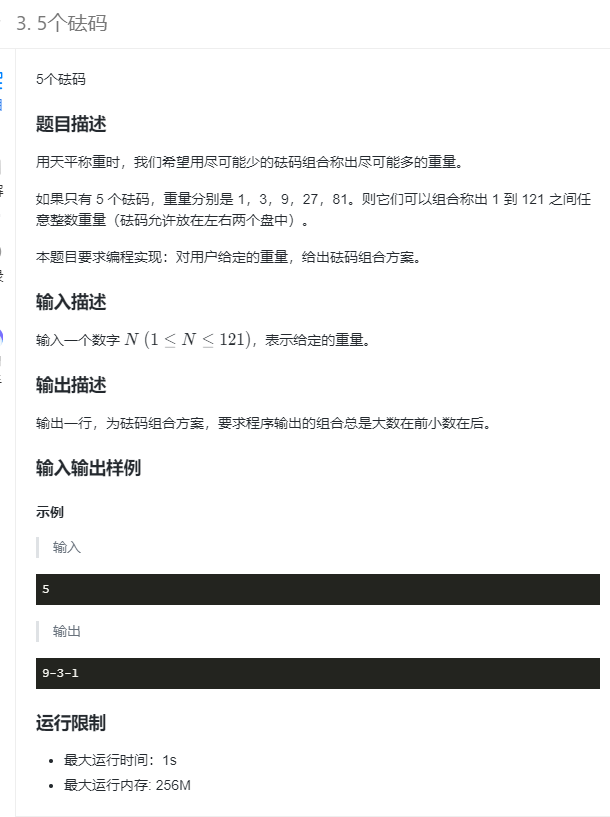 3. 5个砝码
5个砝码
题目描述
用天平称重时，我们希望用尽可能少的砝码组合称出尽可能多的重量。
如果只有 5 个砝码，重量分别是 1，3，9，27，81。则它们可以组合称出 1 到 121 之间任
意整数重量（砝码允许放在左右两个盘中）。
本题目要求编程实现：对用户给定的重量，给出砝码组合方案。
输入描述
输入一个数字 N (1 ≤ N ≤ 121)，表示给定的重量。
输出描述
输出一行，为砝码组合方案，要求程序输出的组合总是大数在前小数在后。
输入输出样例
示例
输入
5
输出
9-3-1
运行限制
• 最大运行时间：1s
• 最大运行内存: 256M